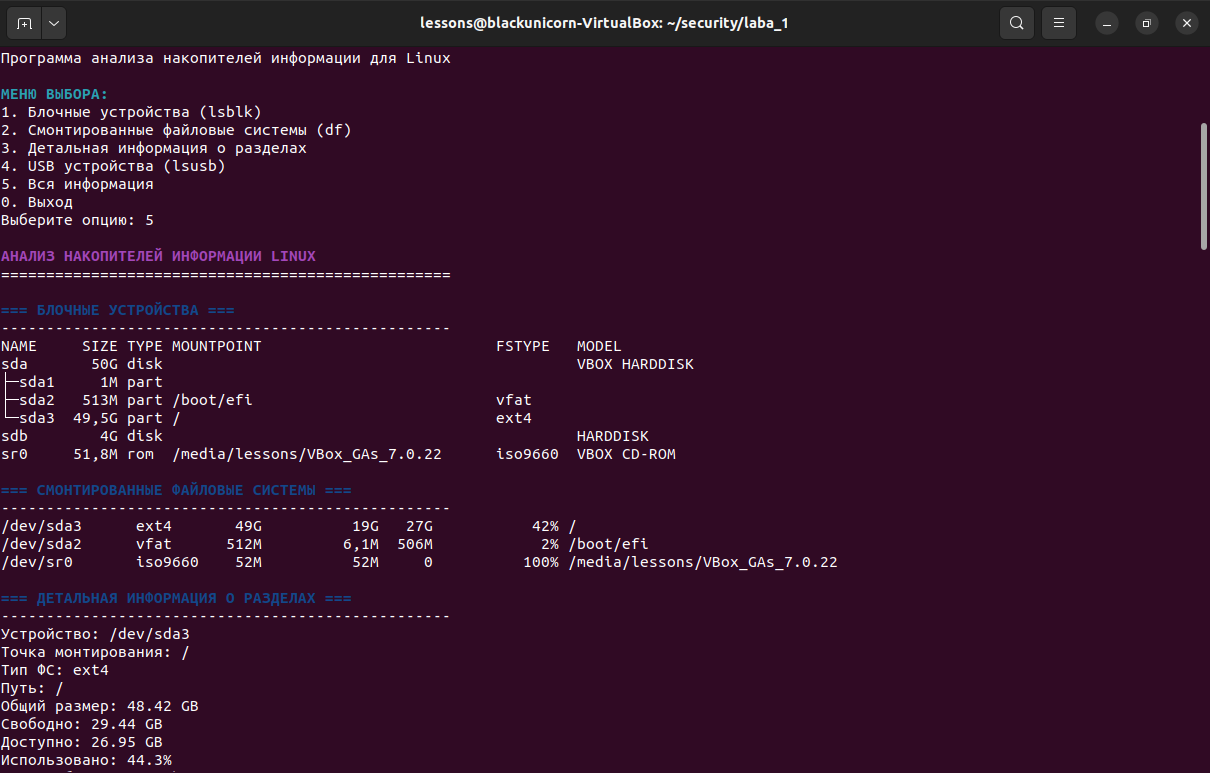 lessons@blackunicorn-VirtualBox: ~/security/laba_1
Программа анализа накопителей информации для Linux
МЕНЮ ВЫБОРА:
1. Блочные устройства (lsblk)
2. Смонтированные файловые системы (df)
3. Детальная информация о разделах
4. USB устройства (lsusb)
5. Вся информация
0. Выход
Выберите опцию: 5
АНАЛИЗ НАКОПИТЕЛЕЙ ИНФОРМАЦИИ LINUX
==================================================
=== БЛОЧНЫЕ УСТРОЙСТВА ===
--------------------------------------------------
NAME     SIZE TYPE MOUNTPOINT                          FSTYPE   MODEL
sda       50G disk                                              VBOX HARDDISK
├─sda1     1M part
├─sda2   513M part /boot/efi                           vfat
└─sda3  49,5G part /                                   ext4
sdb        4G disk                                              HARDDISK
sr0     51,8M rom  /media/lessons/VBox_GAs_7.0.22      iso9660  VBOX CD-ROM
=== СМОНТИРОВАННЫЕ ФАЙЛОВЫЕ СИСТЕМЫ ===
--------------------------------------------------
/dev/sda3      ext4       49G          19G   27G           42% /
/dev/sda2      vfat      512M         6,1M  506M            2% /boot/efi
/dev/sr0       iso9660   52M          52M     0          100% /media/lessons/VBox_GAs_7.0.22
=== ДЕТАЛЬНАЯ ИНФОРМАЦИЯ О РАЗДЕЛАХ ===
--------------------------------------------------
Устройство: /dev/sda3
Точка монтирования: /
Тип ФС: ext4
Путь: /
Общий размер: 48.42 GB
Свободно: 29.44 GB
Доступно: 26.95 GB
Использовано: 44.3%